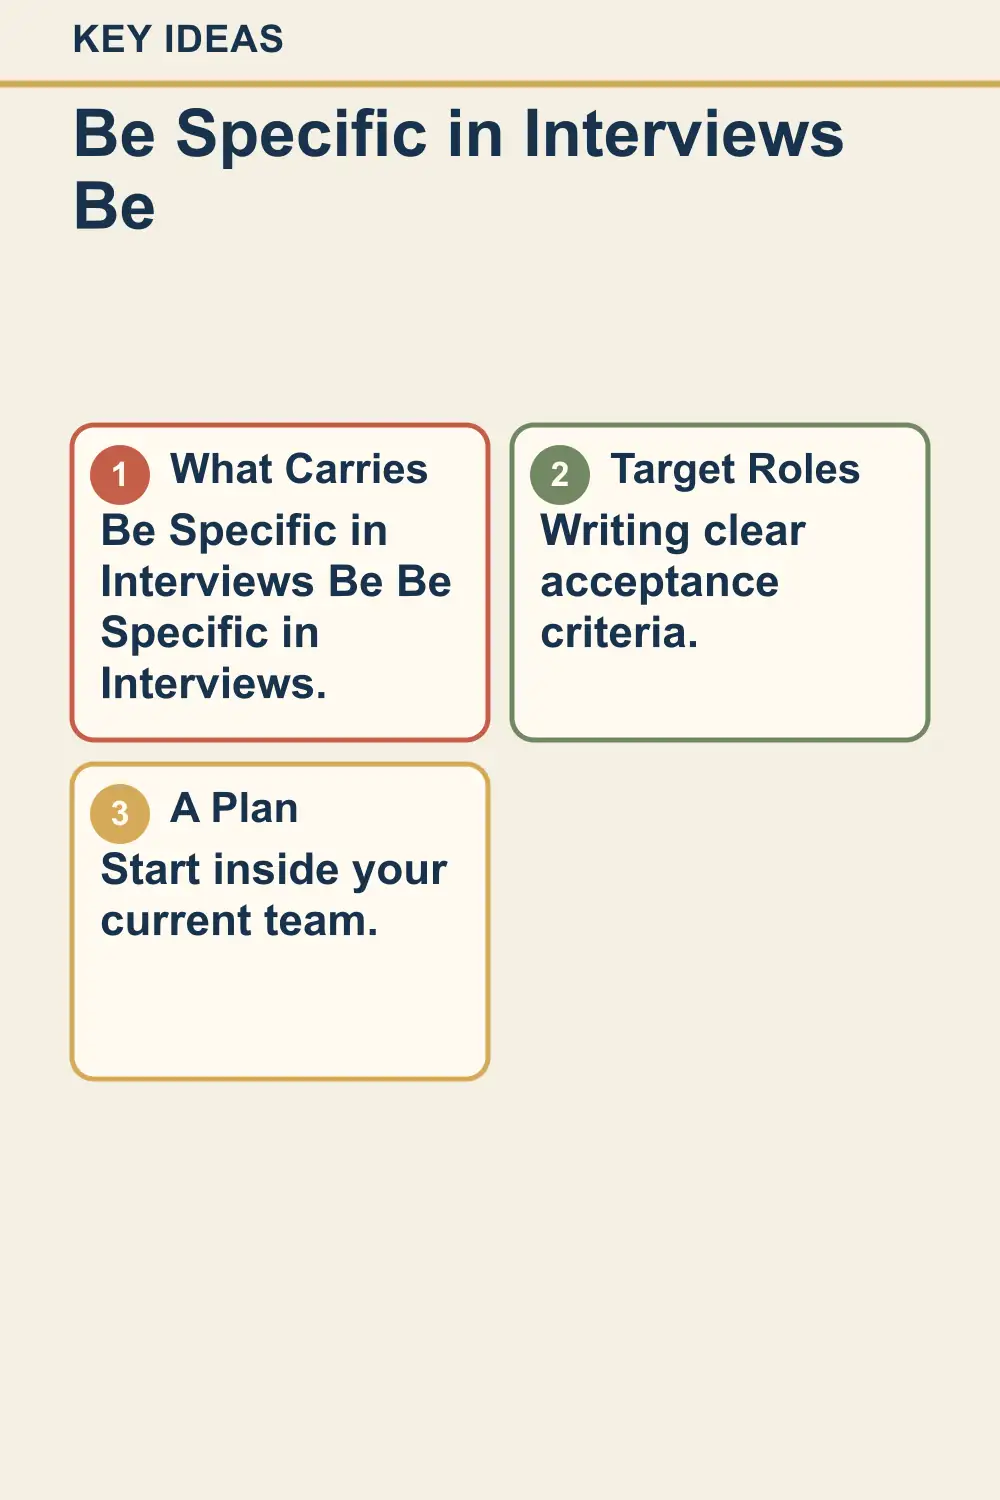 KEY IDEAS
Be Specific in Interviews
Be
1
What Carries
Be Specific in
Interviews Be Be
Specific in
Interviews.
2
Target Roles
Writing clear
acceptance
criteria.
3
A Plan
Start inside your
current team.